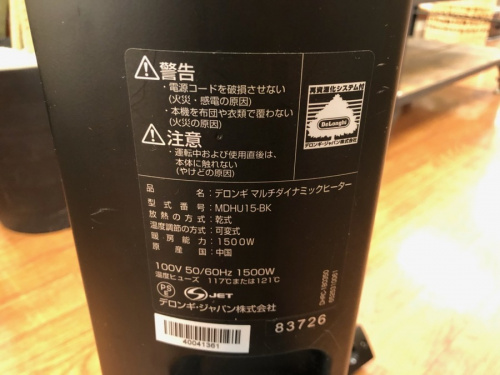 警告
・電源コードを破損させない
(火災・感電の原因)
・本機を布団や衣類で覆わない
(火災の原因)
注意
・運転中および使用直後は、
本体に触れない
(やけどの原因)
DeLonghi
デロンギ・ジャパン株式会社
品名:デロンギ マルチダイナミックヒーター
型式番号:MDHU15-BK
放熱の方式:乾式
温度調節の方式:可変式
暖房能力:1500W
原産国:中国
100V 50/60Hz 1500W
温度ヒューズ 117℃または121℃
PS
E
JET
デロンギ・ジャパン株式会社
40041361
83726